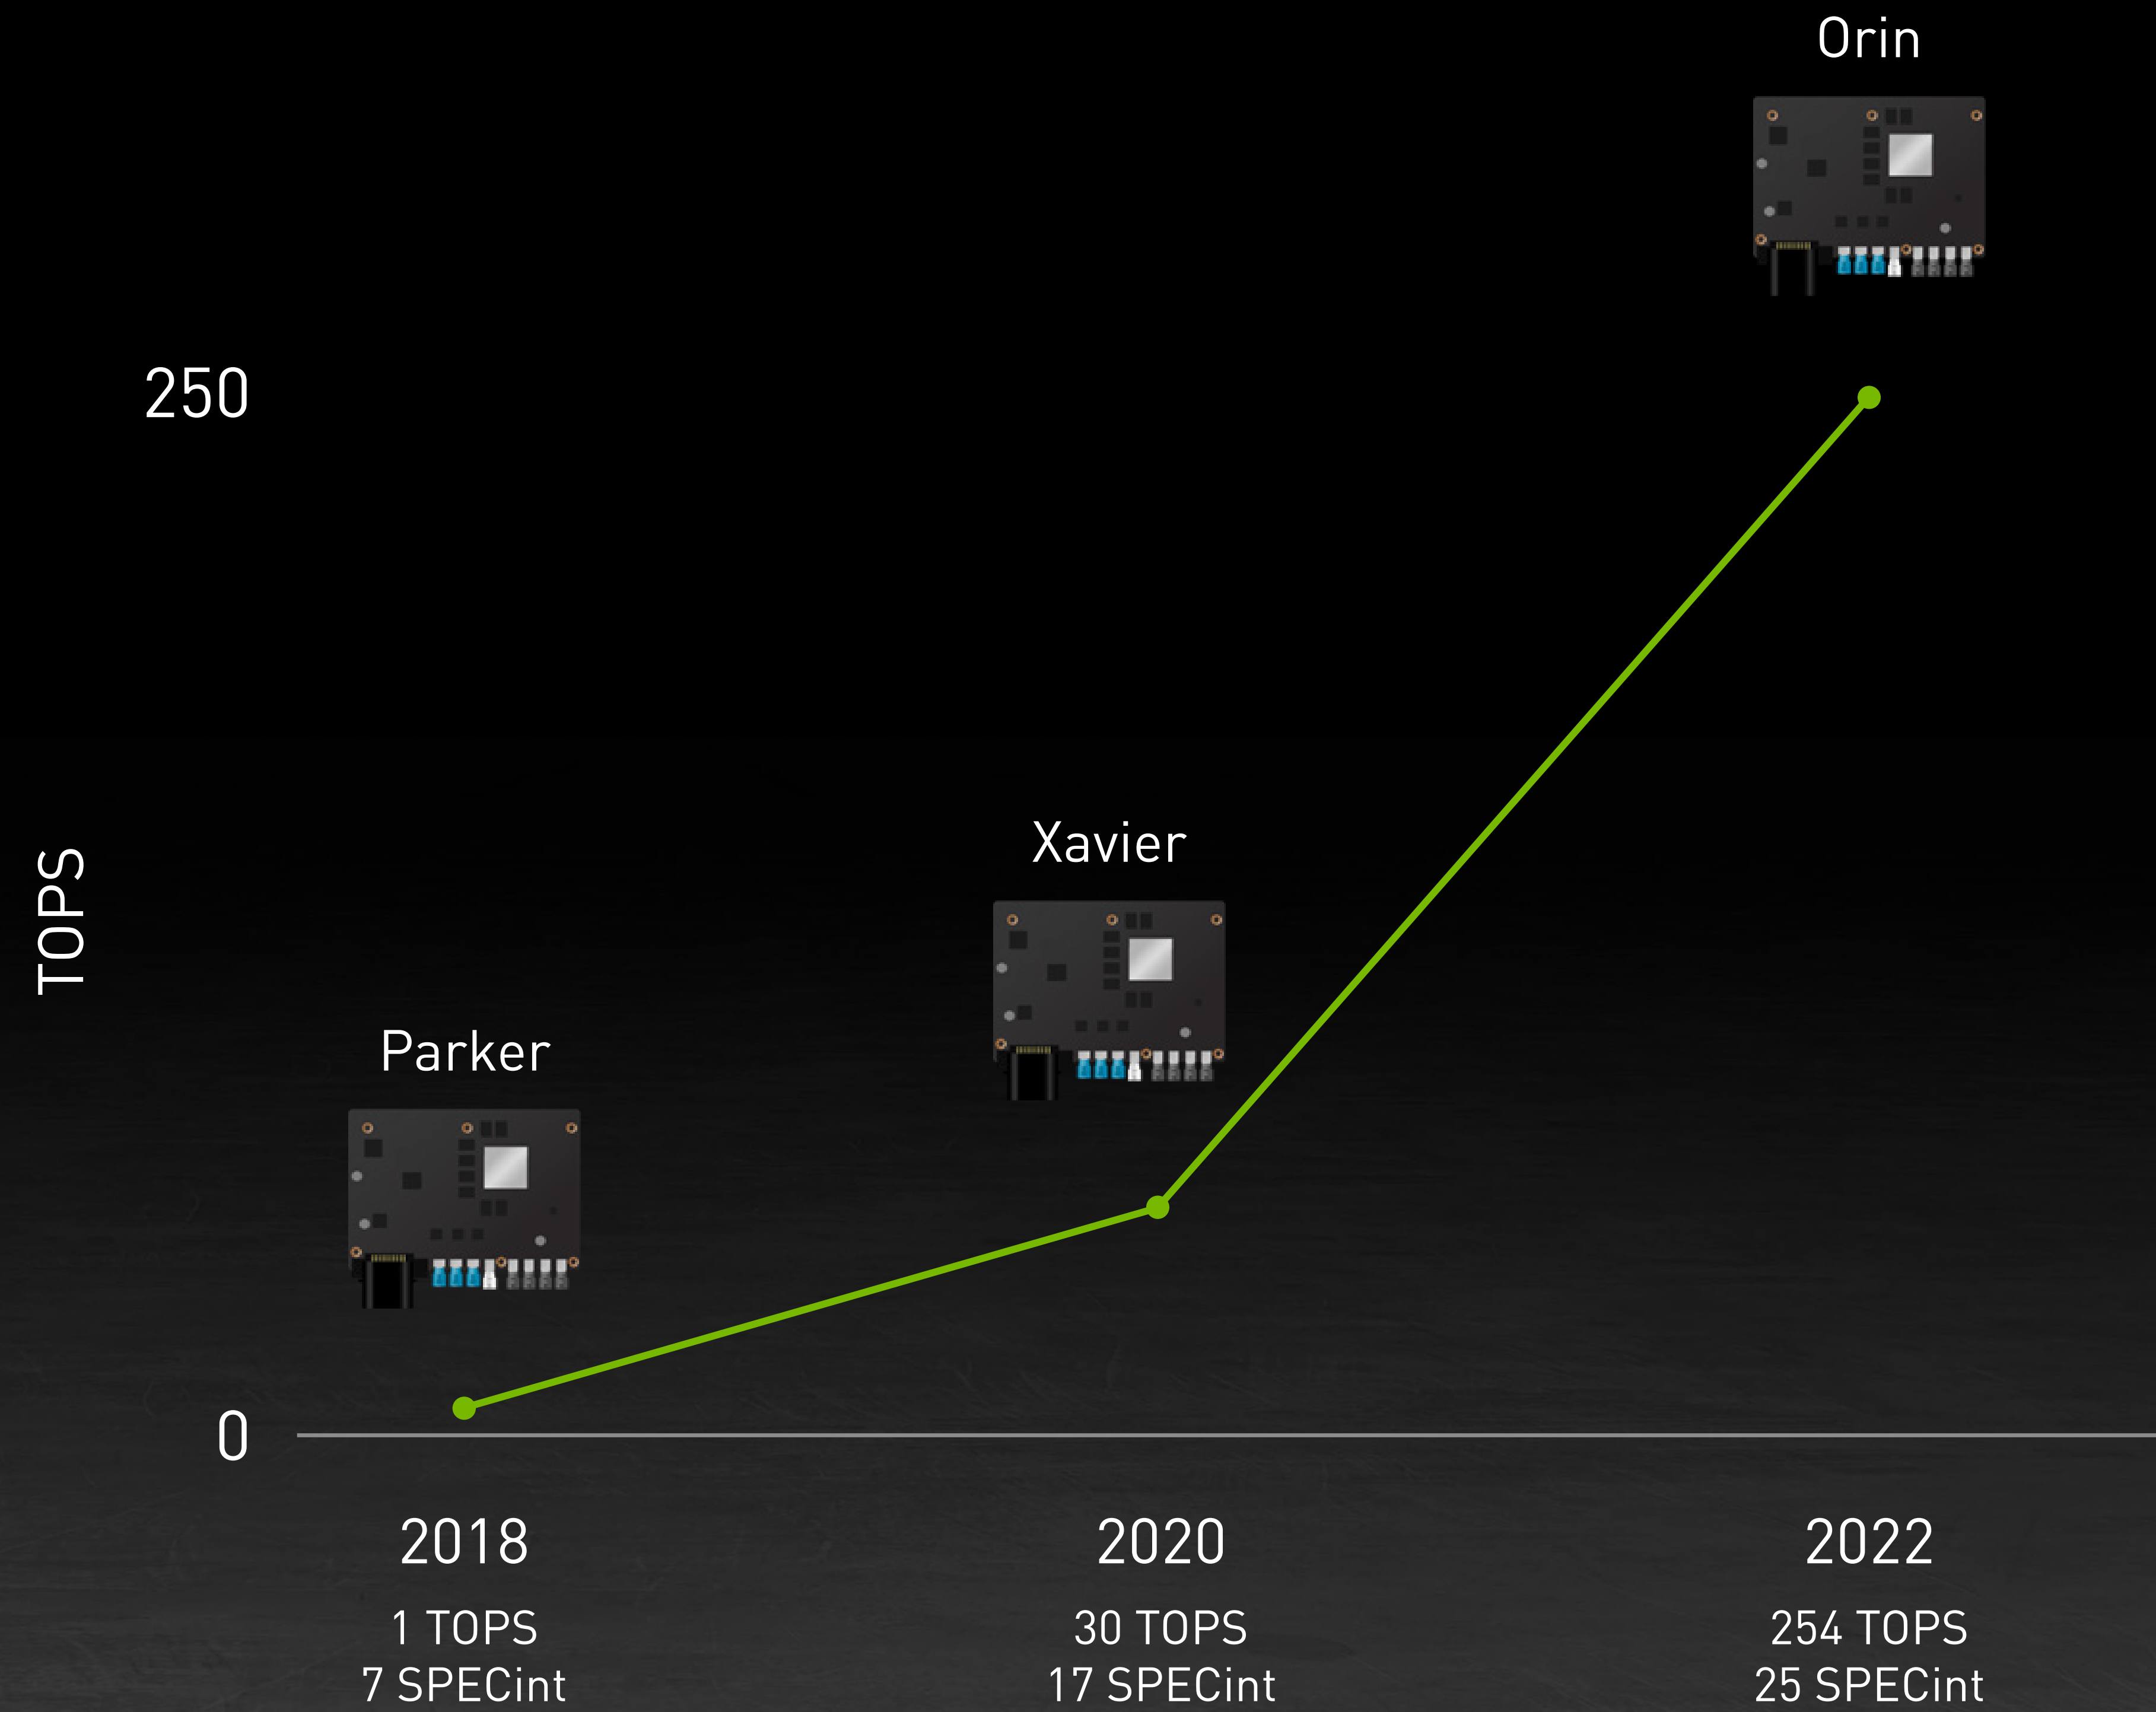 Orin
250
Xavier
TOPS
Parker
0
2018
2020
2022
1 TOPS
30 TOPS
254 TOPS
7 SPECint
17 SPECint
25 SPECint